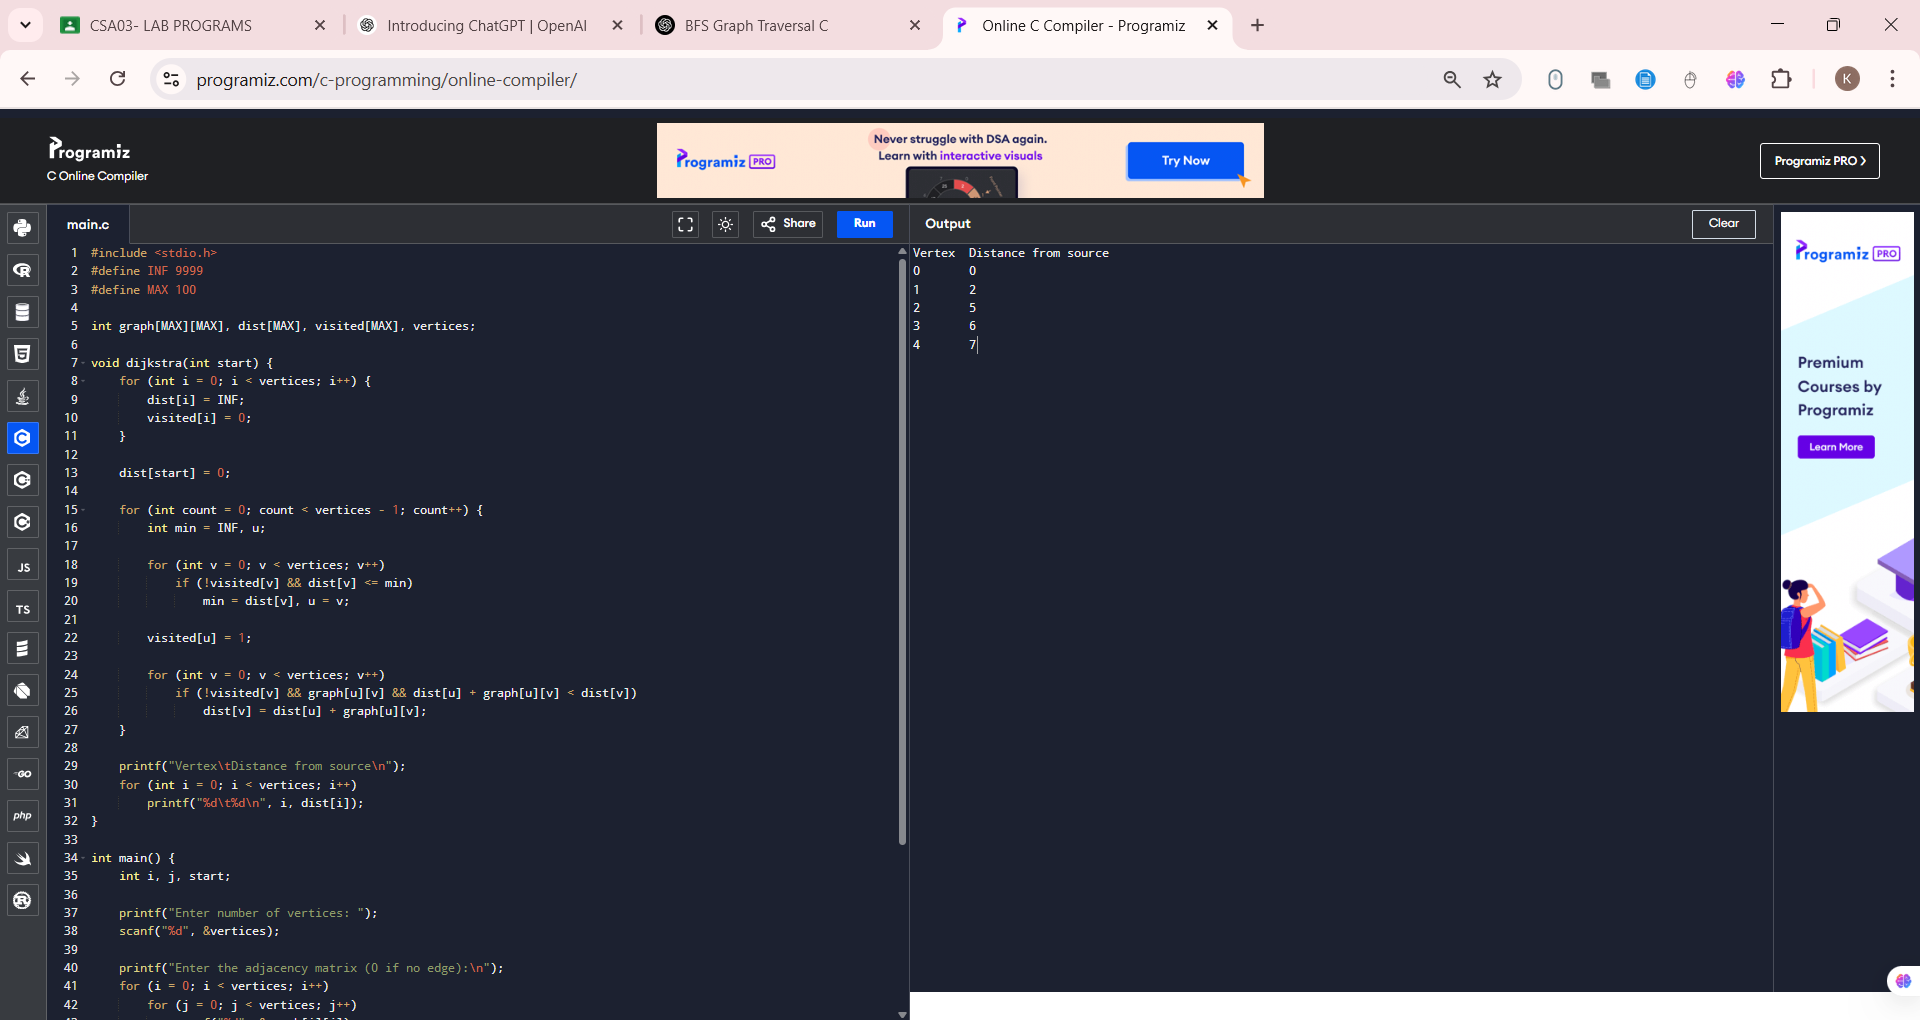 CSA03- LAB PROGRAMS
Introducing ChatGPT | OpenAI
BFS Graph Traversal C
Online C Compiler - Programiz
programiz.com/c-programming/online-compiler/
K
Programiz
C Online Compiler
Programiz PRO
Never struggle with DSA again.
Learn with interactive visuals
Try Now
Programiz PRO >
main.c
Share
Run
Output
Clear
1 #include <stdio.h>
2 #define INF 9999
3 #define MAX 100
4
5 int graph[MAX][MAX], dist[MAX], visited[MAX], vertices;
6
7 void dijkstra(int start) {
8 for (int i = 0; i < vertices; i++) {
9 dist[i] = INF;
10 visited[i] = 0;
11 }
12
13 dist[start] = 0;
14
15 for (int count = 0; count < vertices - 1; count++) {
16 int min = INF, u;
17
18 for (int v = 0; v < vertices; v++)
19 if (!visited[v] && dist[v] <= min)
20 min = dist[v], u = v;
21
22 visited[u] = 1;
23
24 for (int v = 0; v < vertices; v++)
25 if (!visited[v] && graph[u][v] && dist[u] + graph[u][v] < dist[v])
26 dist[v] = dist[u] + graph[u][v];
27 }
28
29 printf("Vertex\tDistance from source\n");
30 for (int i = 0; i < vertices; i++)
31 printf("%d\t%d\n", i, dist[i]);
32 }
33
34 int main() {
35 int i, j, start;
36
37 printf("Enter number of vertices: ");
38 scanf("%d", &vertices);
39
40 printf("Enter the adjacency matrix (0 if no edge):\n");
41 for (i = 0; i < vertices; i++)
42 for (j = 0; j < vertices; j++)
Vertex Distance from source
0 0
1 2
2 5
3 6
4 7
JS
TS
GO
php
Programiz PRO
Premium
Courses by
Programiz
Learn More